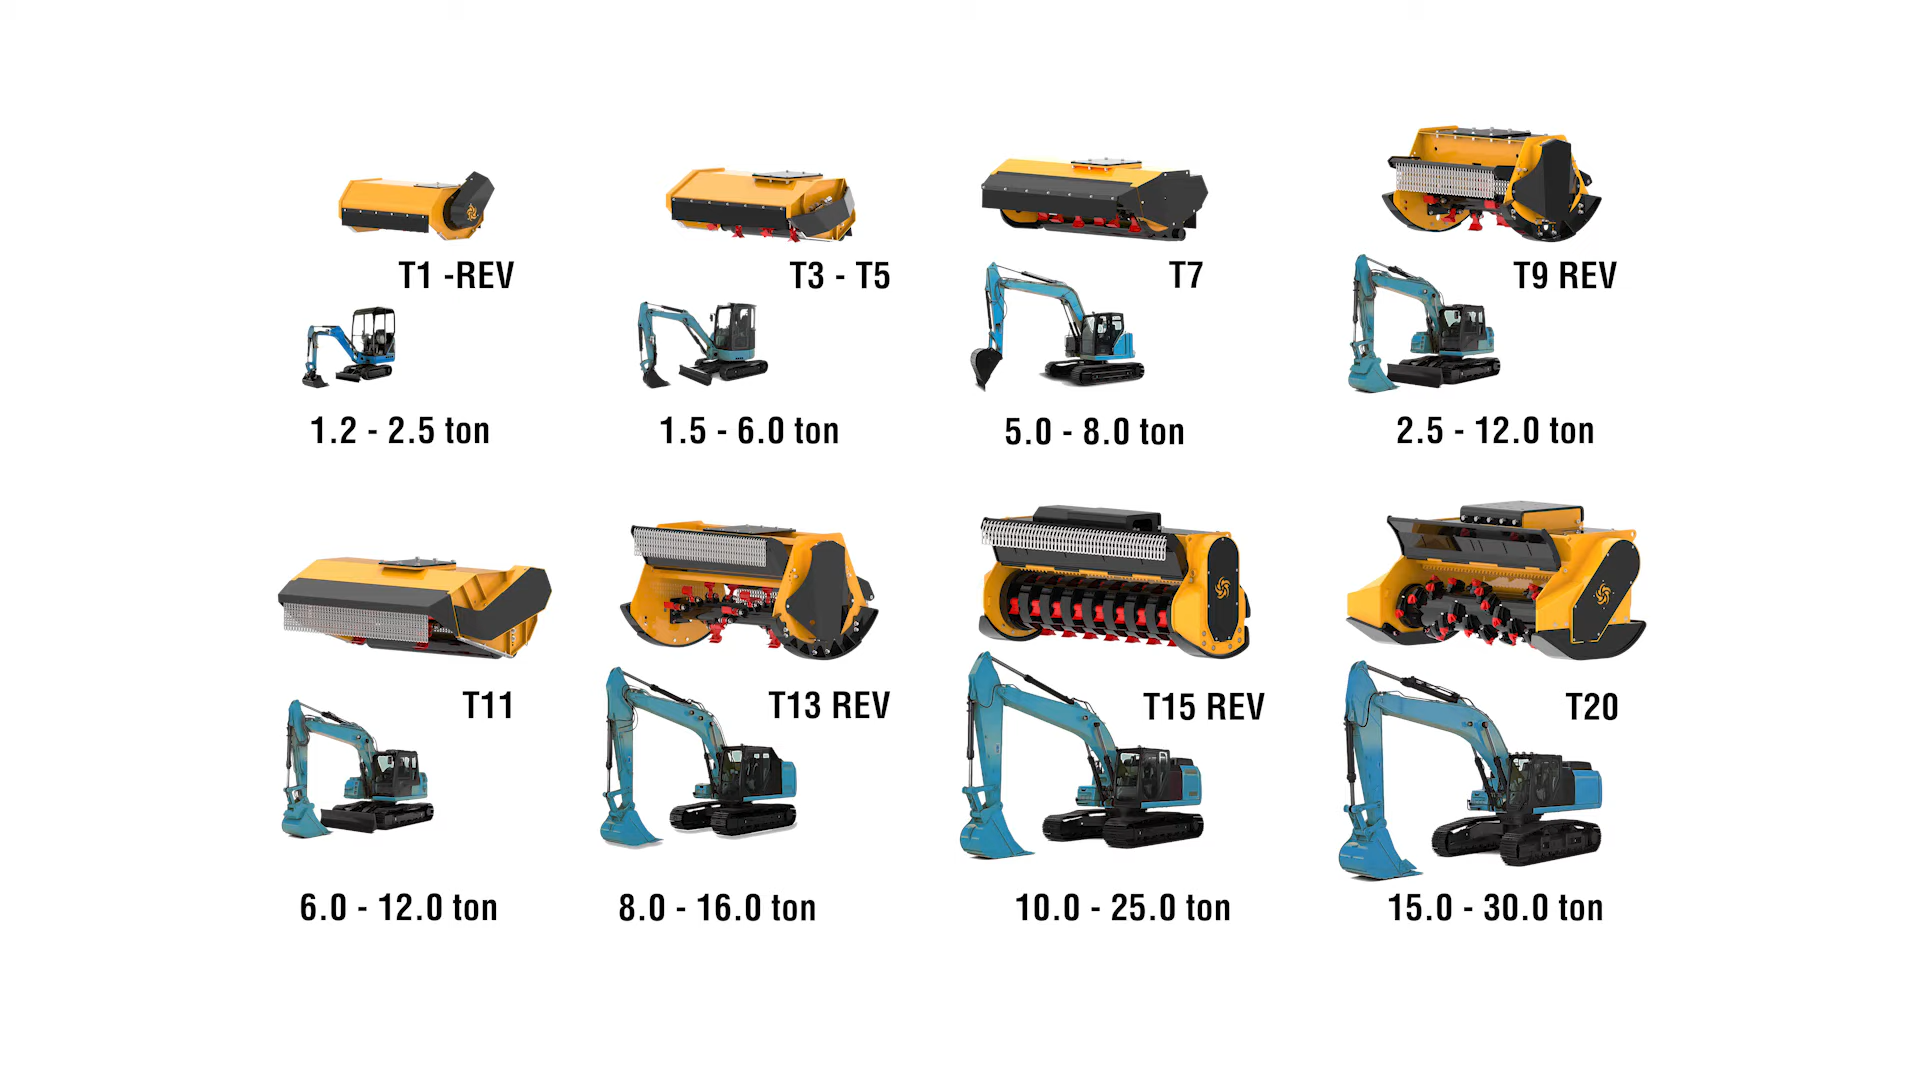 T1 -REV
T3 - T5
T7
T9 REV
1.2 - 2.5 ton
1.5 - 6.0 ton
5.0 - 8.0 ton
2.5 - 12.0 ton
T11
T13 REV
T15 REV
T20
6.0 - 12.0 ton
8.0 - 16.0 ton
10.0 - 25.0 ton
15.0 - 30.0 ton